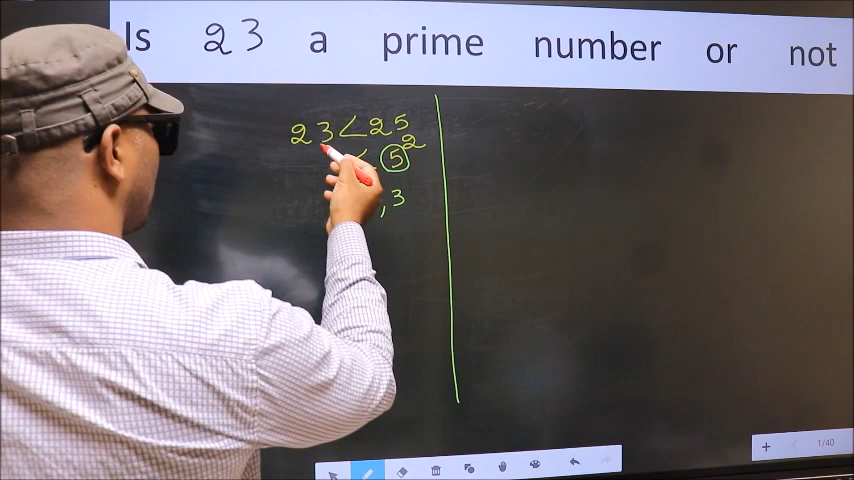 Is 23 a prime number or not
23 < 25
< 5²
, 3
1/40